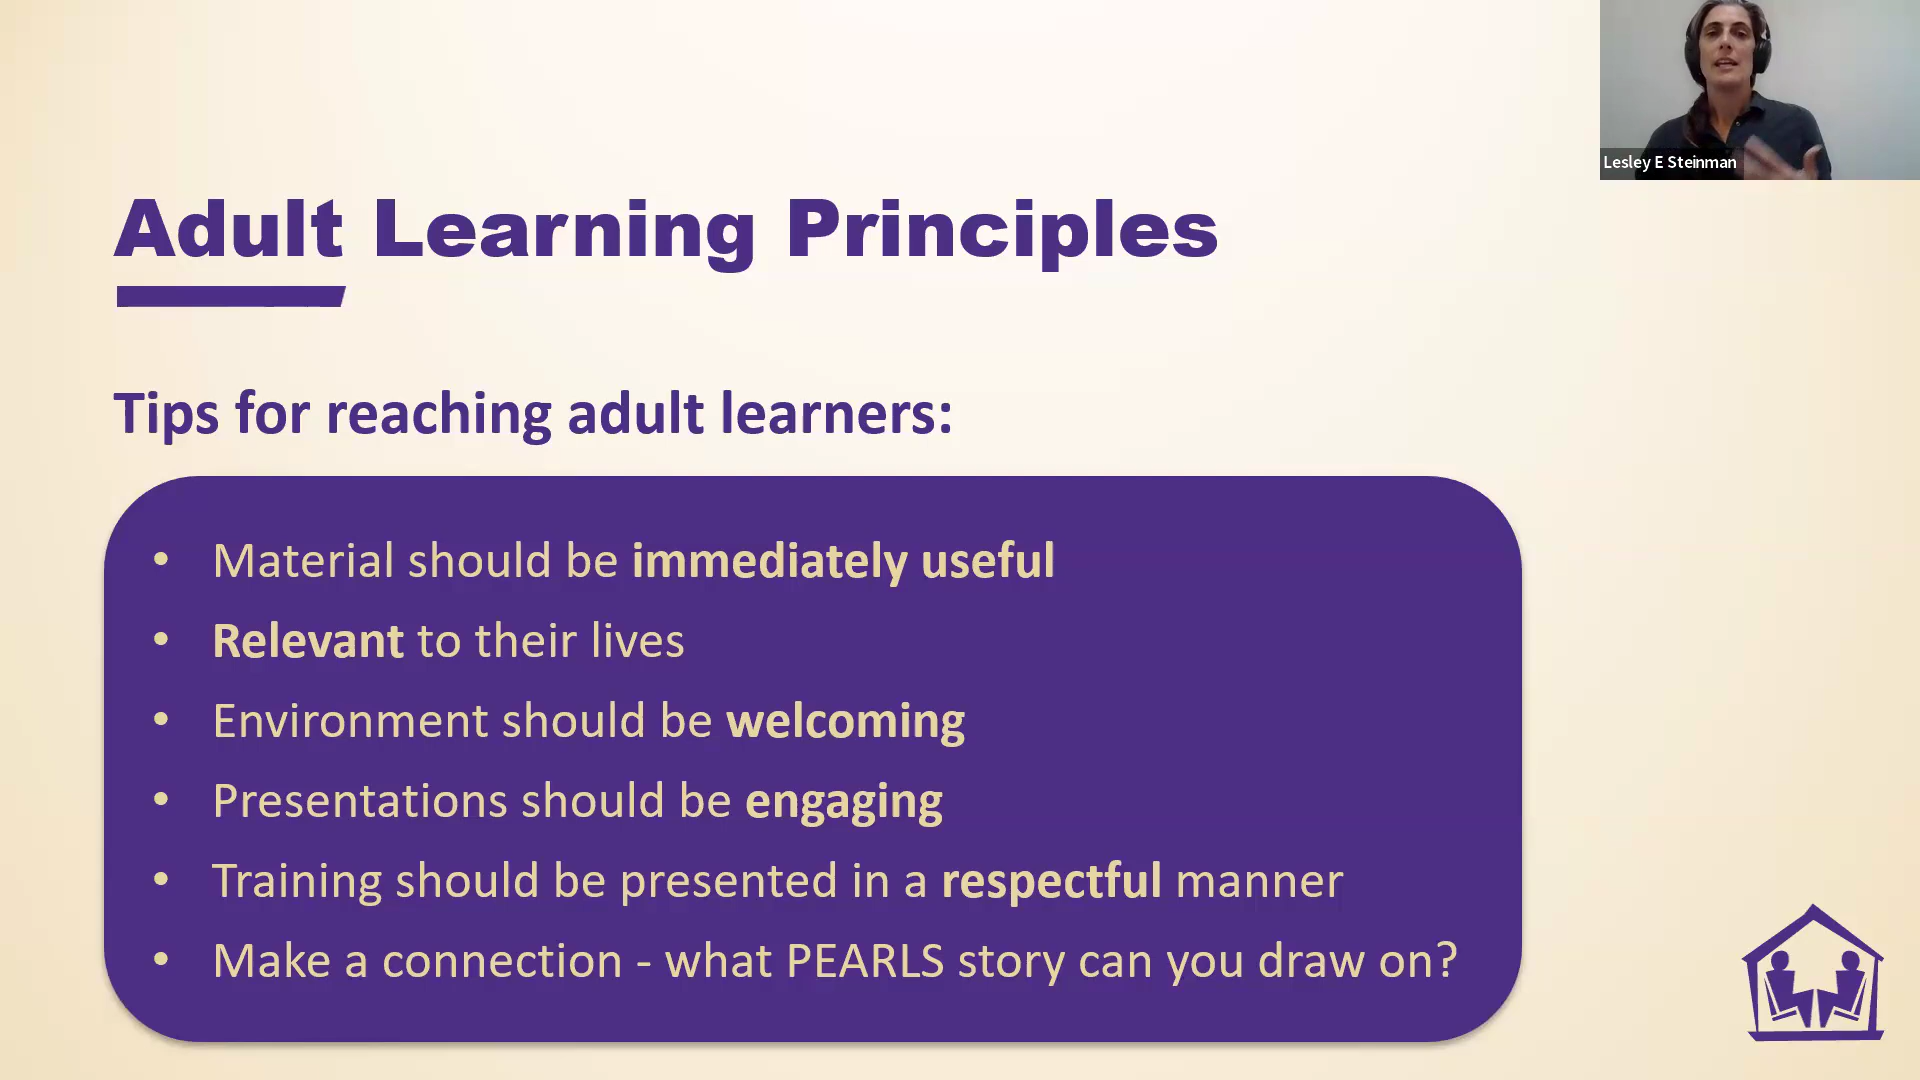 Lesley E Steinman
Adult Learning Principles
Tips for reaching adult learners:
• Material should be immediately useful
• Relevant to their lives
• Environment should be welcoming
• Presentations should be engaging
• Training should be presented in a respectful manner
• Make a connection - what PEARLS story can you draw on?